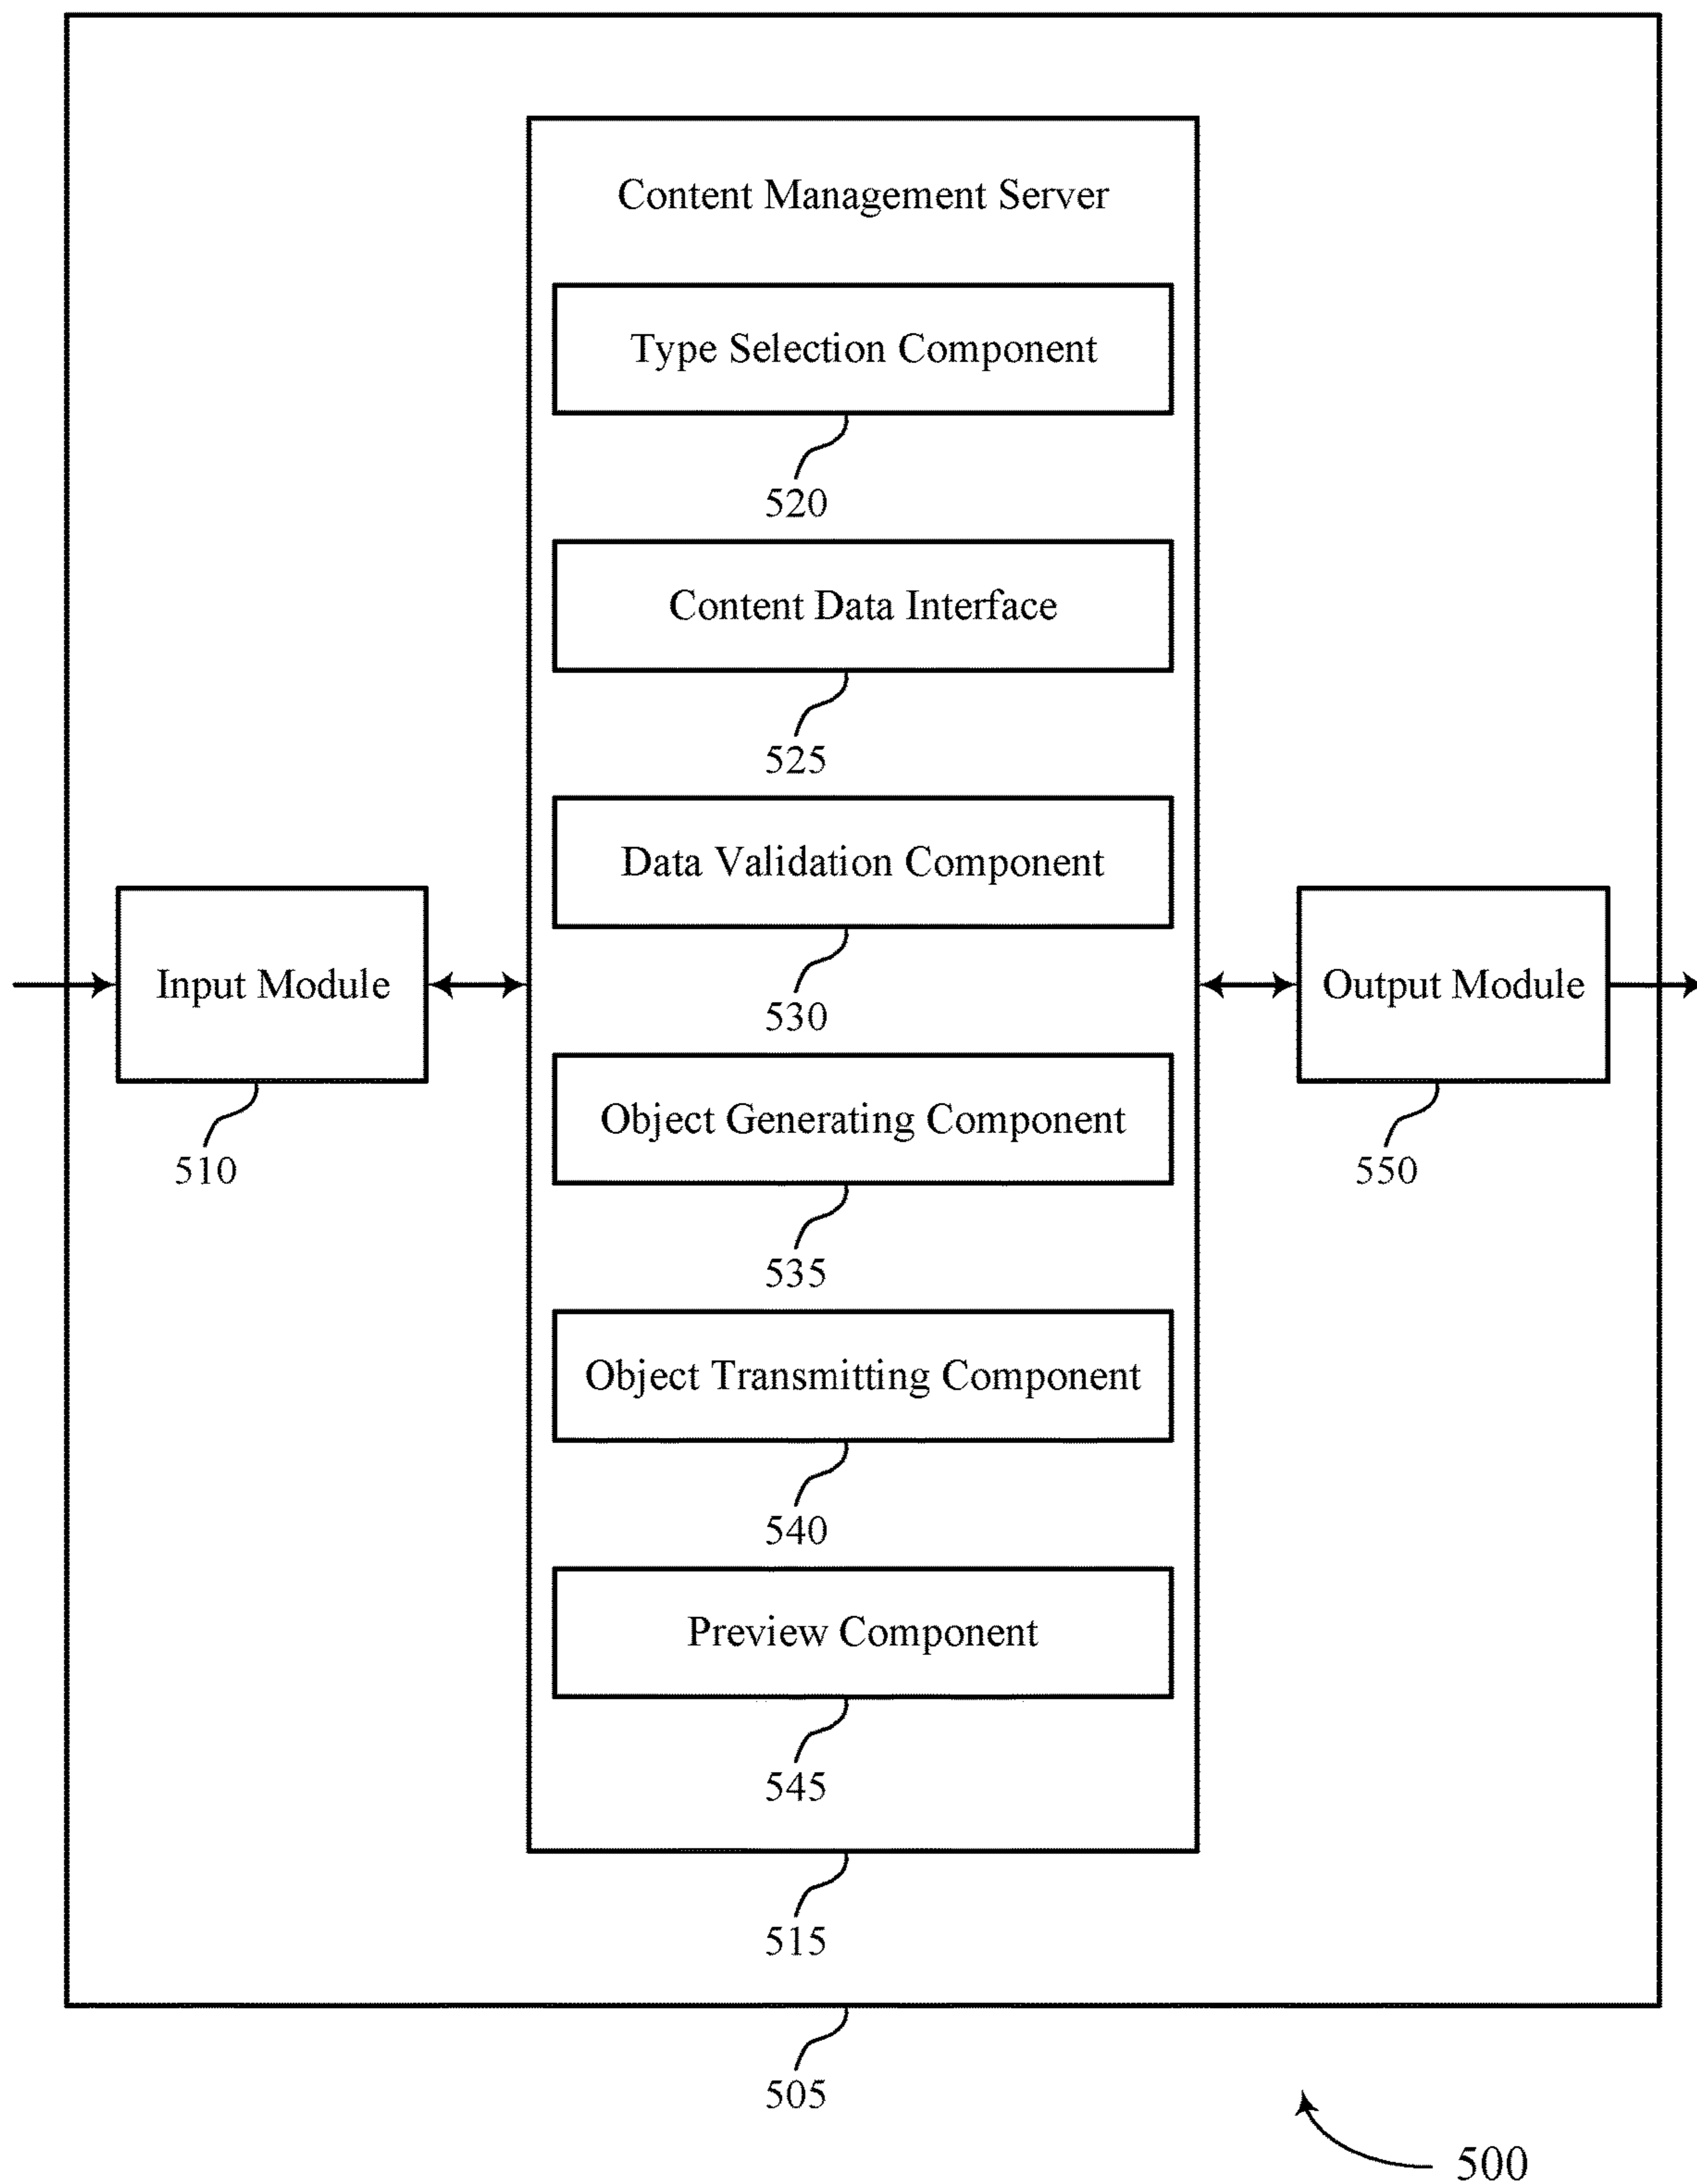 Content Management Server
Type Selection Component
520
Content Data Interface
525
Data Validation Component
530
Input Module
510
Output Module
550
Object Generating Component
535
Object Transmitting Component
540
Preview Component
545
515
505
500